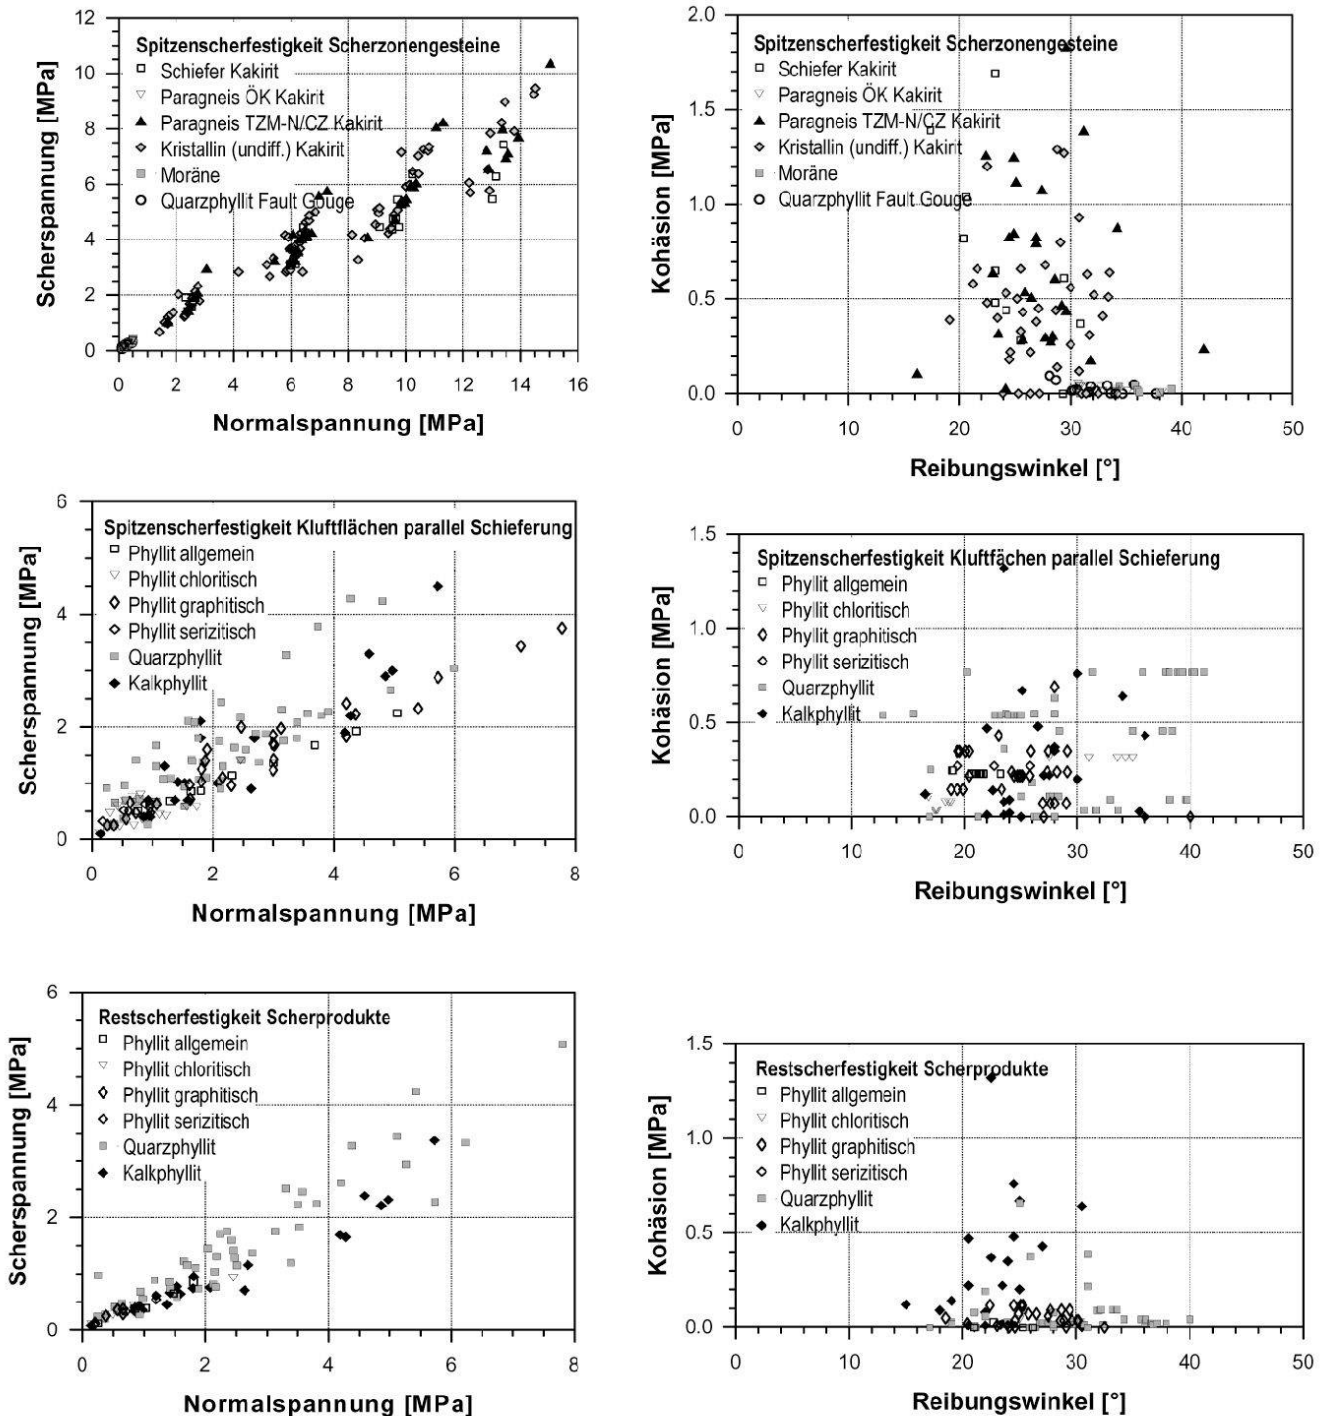 Spitzenscherfestigkeit Scherzonengesteine
Schiefer Kakirit
Paragneis ÖK Kakirit
Paragneis TZM-N/CZ Kakirit
Kristallin (undiff.) Kakirit
Moräne
Quarzphyllit Fault Gouge
Scherspannung [MPa]
12
10
8
6
4
2
0
0 2 4 6 8 10 12 14 16
Normalspannung [MPa]
Spitzenscherfestigkeit Scherzonengesteine
Schiefer Kakirit
Paragneis ÖK Kakirit
Paragneis TZM-N/CZ Kakirit
Kristallin (undiff.) Kakirit
Moräne
Quarzphyllit Fault Gouge
Kohäsion [MPa]
2.0
1.5
1.0
0.5
0.0
0 10 20 30 40 50
Reibungswinkel [°]
Spitzenscherfestigkeit Kluftflächen parallel Schieferung
Phyllit allgemein
Phyllit chloritisch
Phyllit graphitisch
Phyllit serizitisch
Quarzphyllit
Kalkphyllit
Scherspannung [MPa]
6
4
2
0
0 2 4 6 8
Normalspannung [MPa]
Spitzenscherfestigkeit Kluftfächen parallel Schieferung
Phyllit allgemein
Phyllit chloritisch
Phyllit graphitisch
Phyllit serizitisch
Quarzphyllit
Kalkphyllit
Kohäsion [MPa]
1.5
1.0
0.5
0.0
0 10 20 30 40 50
Reibungswinkel [°]
Restscherfestigkeit Scherprodukte
Phyllit allgemein
Phyllit chloritisch
Phyllit graphitisch
Phyllit serizitisch
Quarzphyllit
Kalkphyllit
Scherspannung [MPa]
6
4
2
0
0 2 4 6 8
Normalspannung [MPa]
Restscherfestigkeit Scherprodukte
Phyllit allgemein
Phyllit chloritisch
Phyllit graphitisch
Phyllit serizitisch
Quarzphyllit
Kalkphyllit
Kohäsion [MPa]
1.5
1.0
0.5
0.0
0 10 20 30 40 50
Reibungswinkel [°]